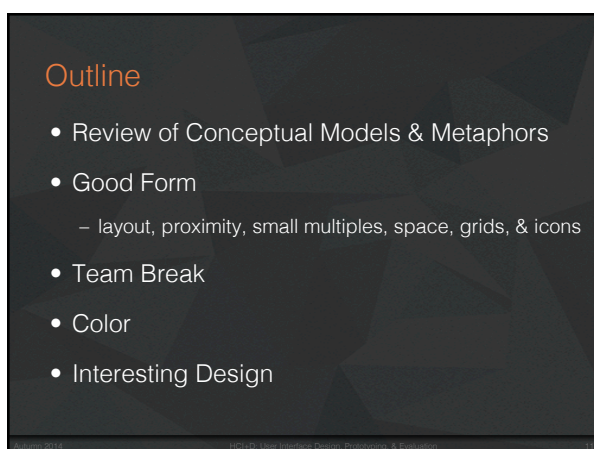 Outline
• Review of Conceptual Models & Metaphors
• Good Form
– layout, proximity, small multiples, space, grids, & icons
• Team Break
• Color
• Interesting Design
Autumn 2014 HCI+D: User Interface Design, Prototyping, & Evaluation 11